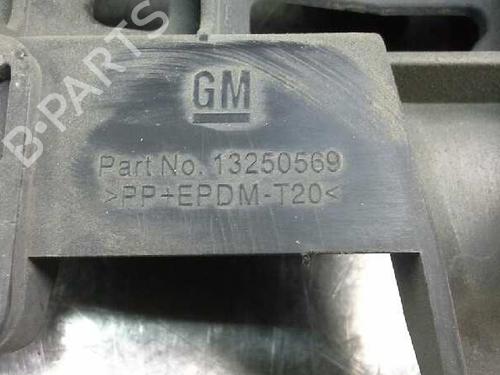 GM
Part No. 13250569
>PP+EPDM-T20<
B-PARTS